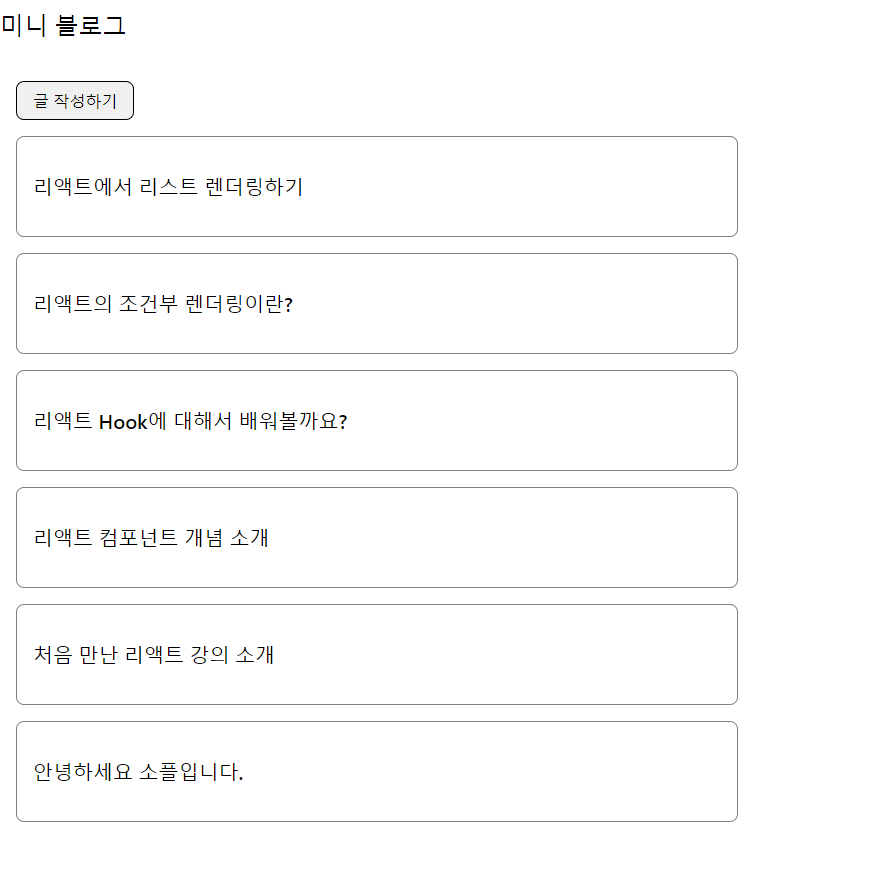 미니 블로그
글 작성하기
리액트에서 리스트 렌더링하기
리액트의 조건부 렌더링이란?
리액트 Hook에 대해서 배워볼까요?
리액트 컴포넌트 개념 소개
처음 만난 리액트 강의 소개
안녕하세요 소플입니다.